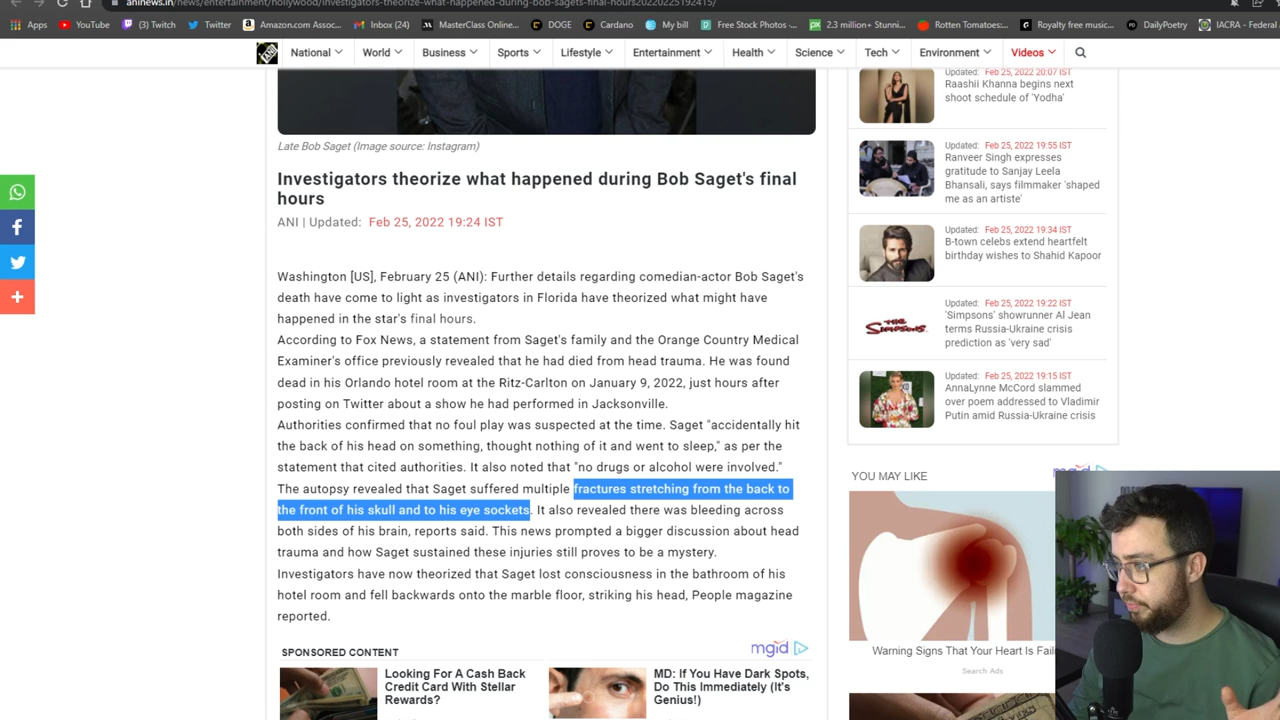 aninews.in/news/entertainment/hollywood/investigators-theorize-what-happened-during-bob-sagets-final-hours20220225192415/
Apps YouTube (3) Twitch Twitter Amazon.com Assoc... Inbox (24) MasterClass Online... DOGE Cardano My bill Free Stock Photos -... 2.3 million+ Stunni... Rotten Tomatoes:... Royalty free music... DailyPoetry IACRA - Federal
National World Business Sports Lifestyle Entertainment Health Science Tech Environment Videos
Late Bob Saget (Image source: Instagram)
Investigators theorize what happened during Bob Saget's final
hours
ANI | Updated: Feb 25, 2022 19:24 IST
Washington [US], February 25 (ANI): Further details regarding comedian-actor Bob Saget's
death have come to light as investigators in Florida have theorized what might have
happened in the star's final hours.
According to Fox News, a statement from Saget's family and the Orange Country Medical
Examiner's office previously revealed that he had died from head trauma. He was found
dead in his Orlando hotel room at the Ritz-Carlton on January 9, 2022, just hours after
posting on Twitter about a show he had performed in Jacksonville.
Authorities confirmed that no foul play was suspected at the time. Saget "accidentally hit
the back of his head on something, thought nothing of it and went to sleep," as per the
statement that cited authorities. It also noted that "no drugs or alcohol were involved."
The autopsy revealed that Saget suffered multiple fractures stretching from the back to
the front of his skull and to his eye sockets. It also revealed there was bleeding across
both sides of his brain, reports said. This news prompted a bigger discussion about head
trauma and how Saget sustained these injuries still proves to be a mystery.
Investigators have now theorized that Saget lost consciousness in the bathroom of his
hotel room and fell backwards onto the marble floor, striking his head, People magazine
reported.
SPONSORED CONTENT
mgid
Looking For A Cash Back
Credit Card With Stellar
Rewards?
MD: If You Have Dark Spots,
Do This Immediately (It's
Genius!)
Updated: Feb 25, 2022 20:07 IST
Raashii Khanna begins next
shoot schedule of 'Yodha'
Updated: Feb 25, 2022 19:55 IST
Ranveer Singh expresses
gratitude to Sanjay Leela
Bhansali, says filmmaker 'shaped
me as an artiste'
Updated: Feb 25, 2022 19:34 IST
B-town celebs extend heartfelt
birthday wishes to Shahid Kapoor
THE SIMPSONS
Updated: Feb 25, 2022 19:22 IST
'Simpsons' showrunner Al Jean
terms Russia-Ukraine crisis
prediction as 'very sad'
Updated: Feb 25, 2022 19:15 IST
AnnaLynne McCord slammed
over poem addressed to Vladimir
Putin amid Russia-Ukraine crisis
YOU MAY LIKE
mgid
Warning Signs That Your Heart Is
Search Ads